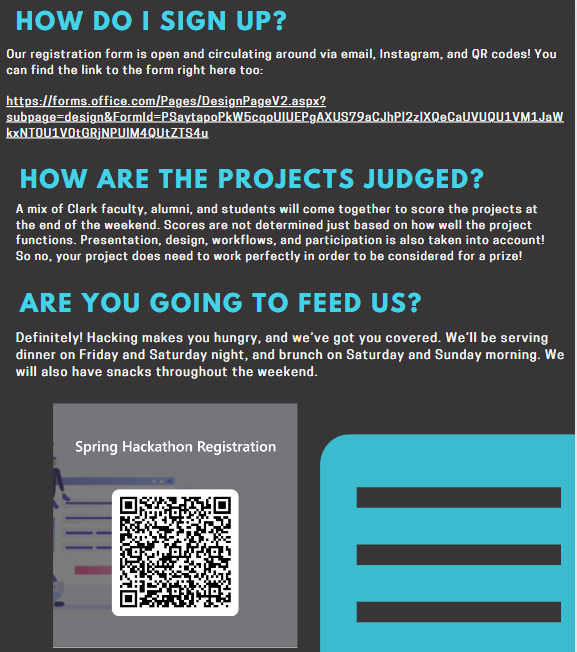 HOW DO I SIGN UP?
Our registration form is open and circulating around via email, Instagram, and QR codes! You
can find the link to the form right here too:
https://forms.office.com/Pages/DesignPageV2.aspx?
subpage=design&FormId=PSaytapoPkW5cqoUIUEPgAXUS79aCJhPl2zlXQeCaUVUQU1VM1JaW
kxNT0U1V0tGRjNPUlM4QUtZTS4u
HOW ARE THE PROJECTS JUDGED?
A mix of Clark faculty, alumni, and students will come together to score the projects at
the end of the weekend. Scores are not determined just based on how well the project
functions. Presentation, design, workflows, and participation is also taken into account!
So no, your project does need to work perfectly in order to be considered for a prize!
ARE YOU GOING TO FEED US?
Definitely! Hacking makes you hungry, and we've got you covered. We'll be serving
dinner on Friday and Saturday night, and brunch on Saturday and Sunday morning. We
will also have snacks throughout the weekend.
Spring Hackathon Registration